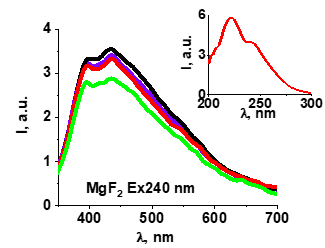 6
3
0
I, a.u.
200 250 300
λ, nm
4
3
2
1
0
I, a.u.
MgF₂ Ex240 nm
400 500 600 700
λ, nm